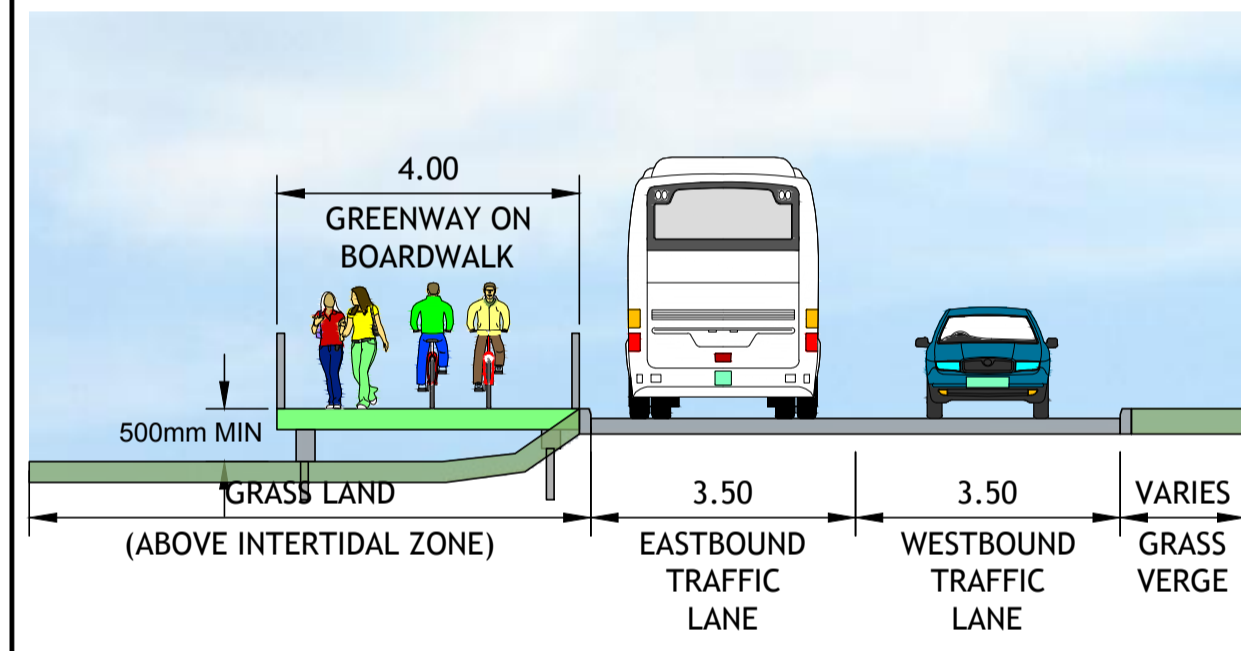 4.00
GREENWAY ON
BOARDWALK
500mm MIN
GRASS LAND
(ABOVE INTERTIDAL ZONE)
3.50
EASTBOUND
TRAFFIC
LANE
3.50
WESTBOUND
TRAFFIC
LANE
VARIES
GRASS
VERGE